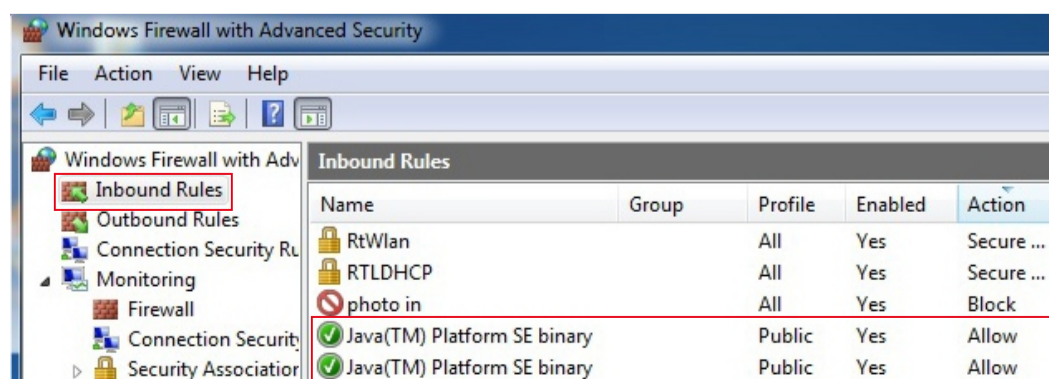 Windows Firewall with Advanced Security
File Action View Help
Windows Firewall with Adv
Inbound Rules
Outbound Rules
Connection Security Ru
Monitoring
Firewall
Connection Security
Security Association
Inbound Rules
Name Group Profile Enabled Action
RtWlan All Yes Secure ...
RTLDHCP All Yes Secure ...
photo in All Yes Block
Java(TM) Platform SE binary Public Yes Allow
Java(TM) Platform SE binary Public Yes Allow